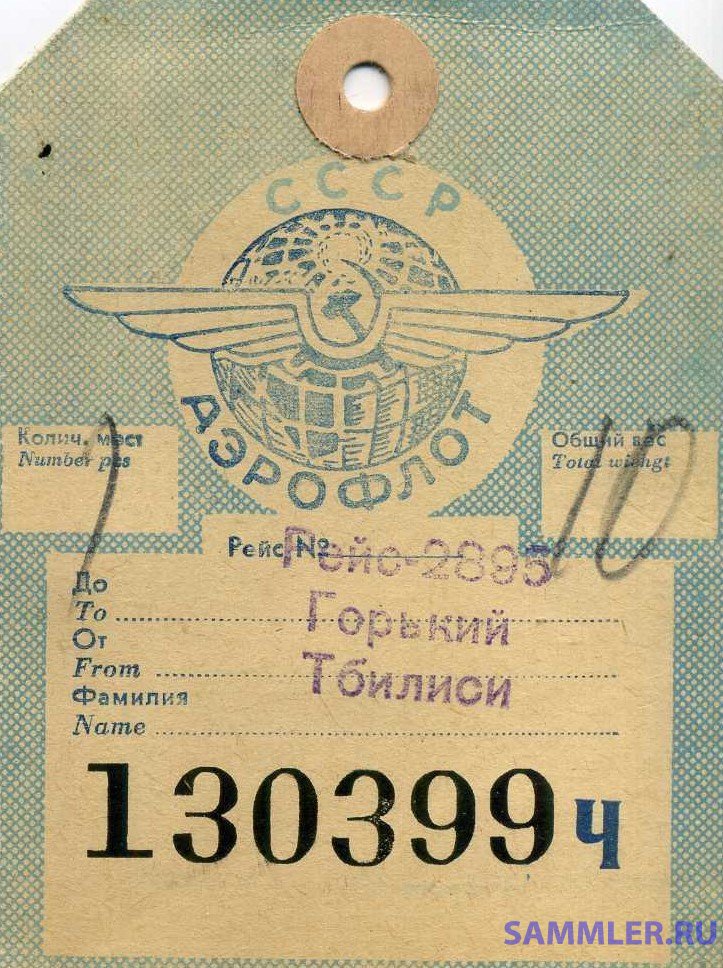 СССР
АЭРОФЛОТ
Колич. мест
Number pcs
1
Общий вес
Total wiehgt
10
Рейс №
Рейс-2895
До
To
Горький
От
From
Тбилиси
Фамилия
Name
130399 Ч
SAMMLER.RU